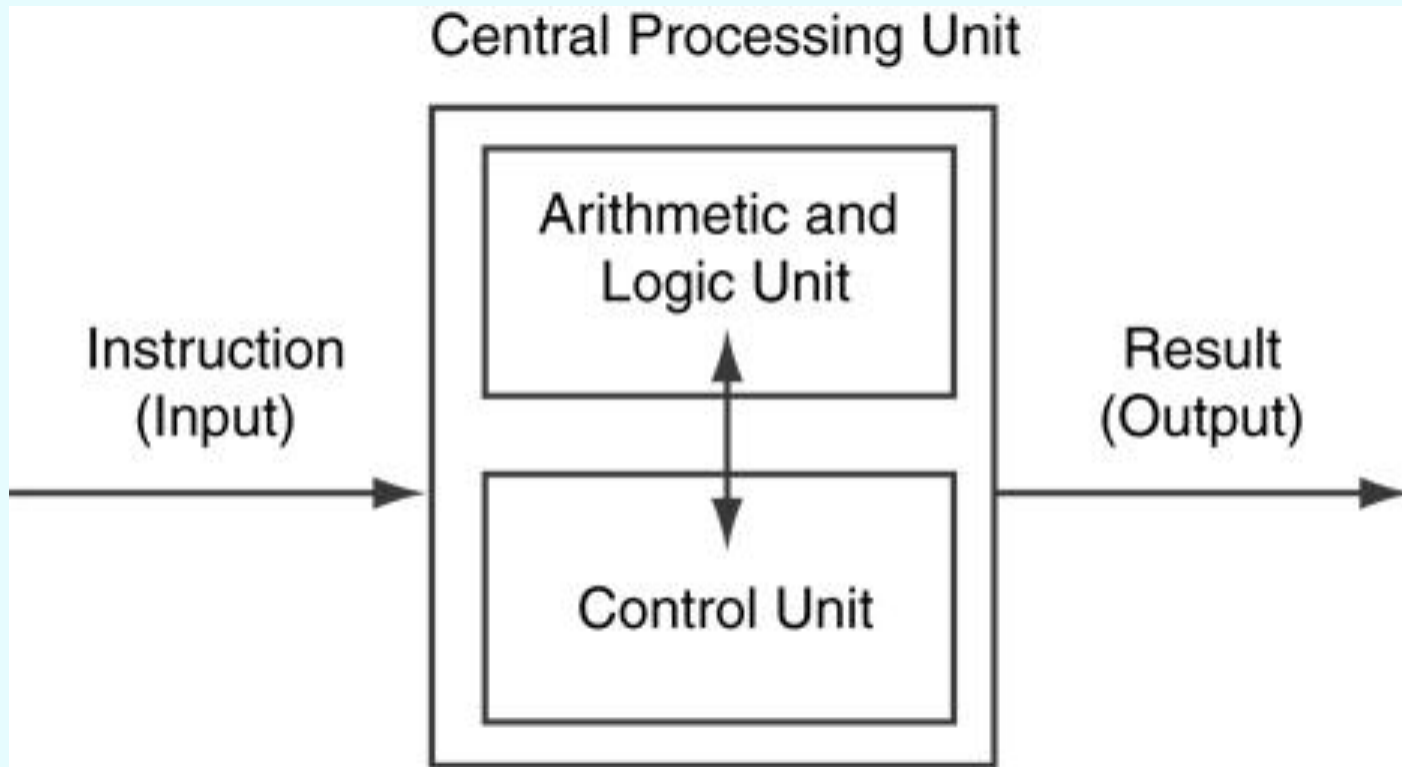 Central Processing Unit
Arithmetic and
Logic Unit
Instruction
(Input)
Result
(Output)
Control Unit